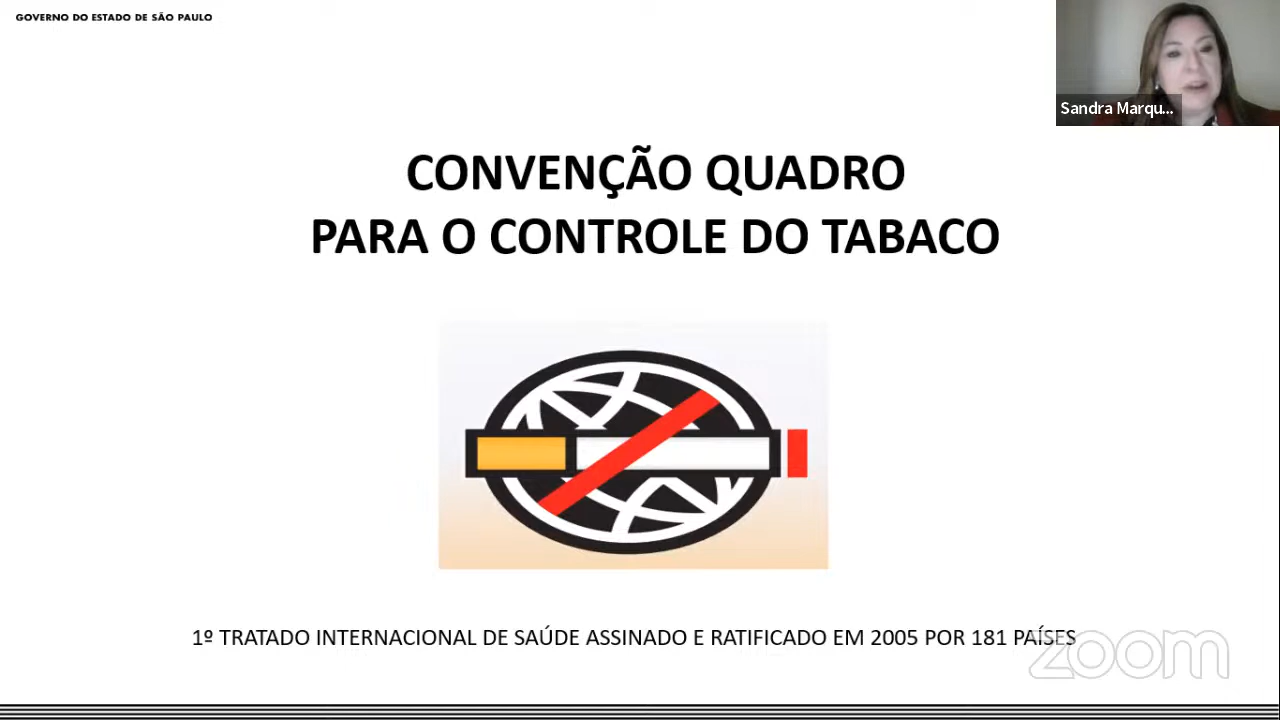 GOVERNO DO ESTADO DE SÃO PAULO
Sandra Marqu...
CONVENÇÃO QUADRO
PARA O CONTROLE DO TABACO
1º TRATADO INTERNACIONAL DE SAÚDE ASSINADO E RATIFICADO EM 2005 POR 181 PAÍSES
zoom